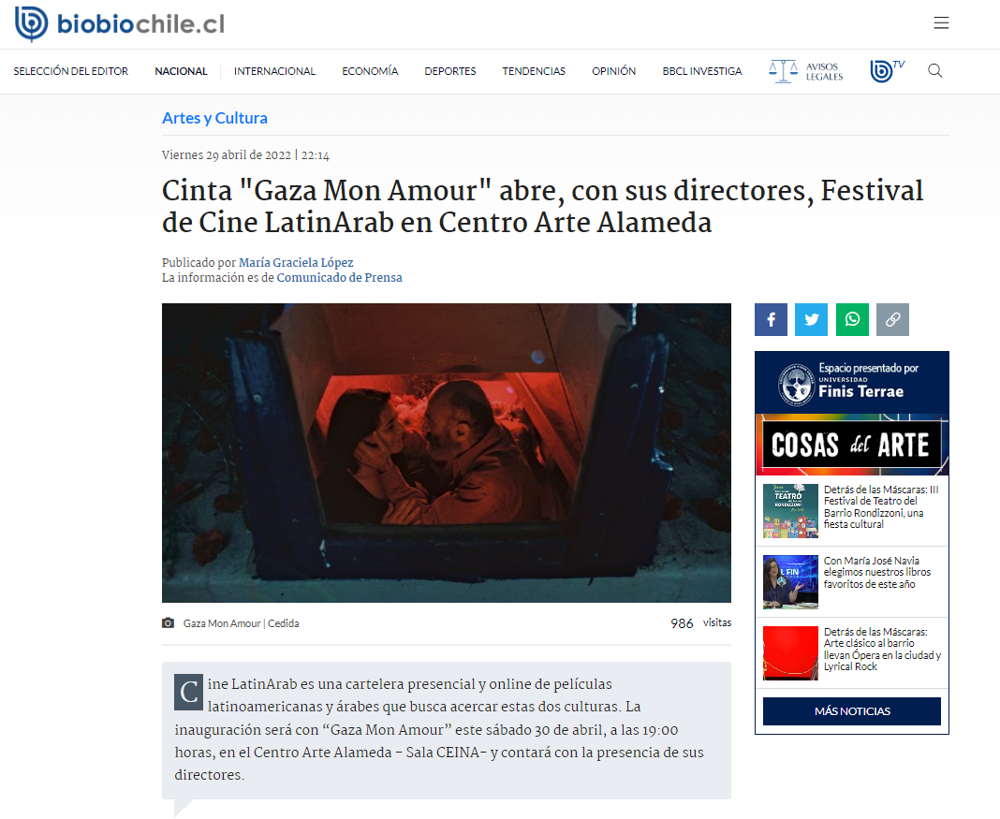 biobiochile.cl
SELECCIÓN DEL EDITOR
NACIONAL
INTERNACIONAL
ECONOMÍA
DEPORTES
TENDENCIAS
OPINIÓN
BBCL INVESTIGA
AVISOS
LEGALES
TV
Artes y Cultura
Viernes 29 abril de 2022 | 22:14
Cinta "Gaza Mon Amour" abre, con sus directores, Festival
de Cine LatinArab en Centro Arte Alameda
Publicado por María Graciela López
La información es de Comunicado de Prensa
Gaza Mon Amour | Cedida
986 visitas
Cine LatinArab es una cartelera presencial y online de películas
latinoamericanas y árabes que busca acercar estas dos culturas. La
inauguración será con “Gaza Mon Amour” este sábado 30 de abril, a las 19:00
horas, en el Centro Arte Alameda – Sala CEINA– y contará con la presencia de sus
directores.
Espacio presentado por
UNIVERSIDAD
Finis Terrae
COSAS del ARTE
TEATRO
RONDIZZONI
Detrás de las Máscaras: III
Festival de Teatro del
Barrio Rondizzoni, una
fiesta cultural
Con María José Navia
elegimos nuestros libros
favoritos de este año
Detrás de las Máscaras:
Arte clásico al barrio
llevan Ópera en la ciudad y
Lyrical Rock
MÁS NOTICIAS